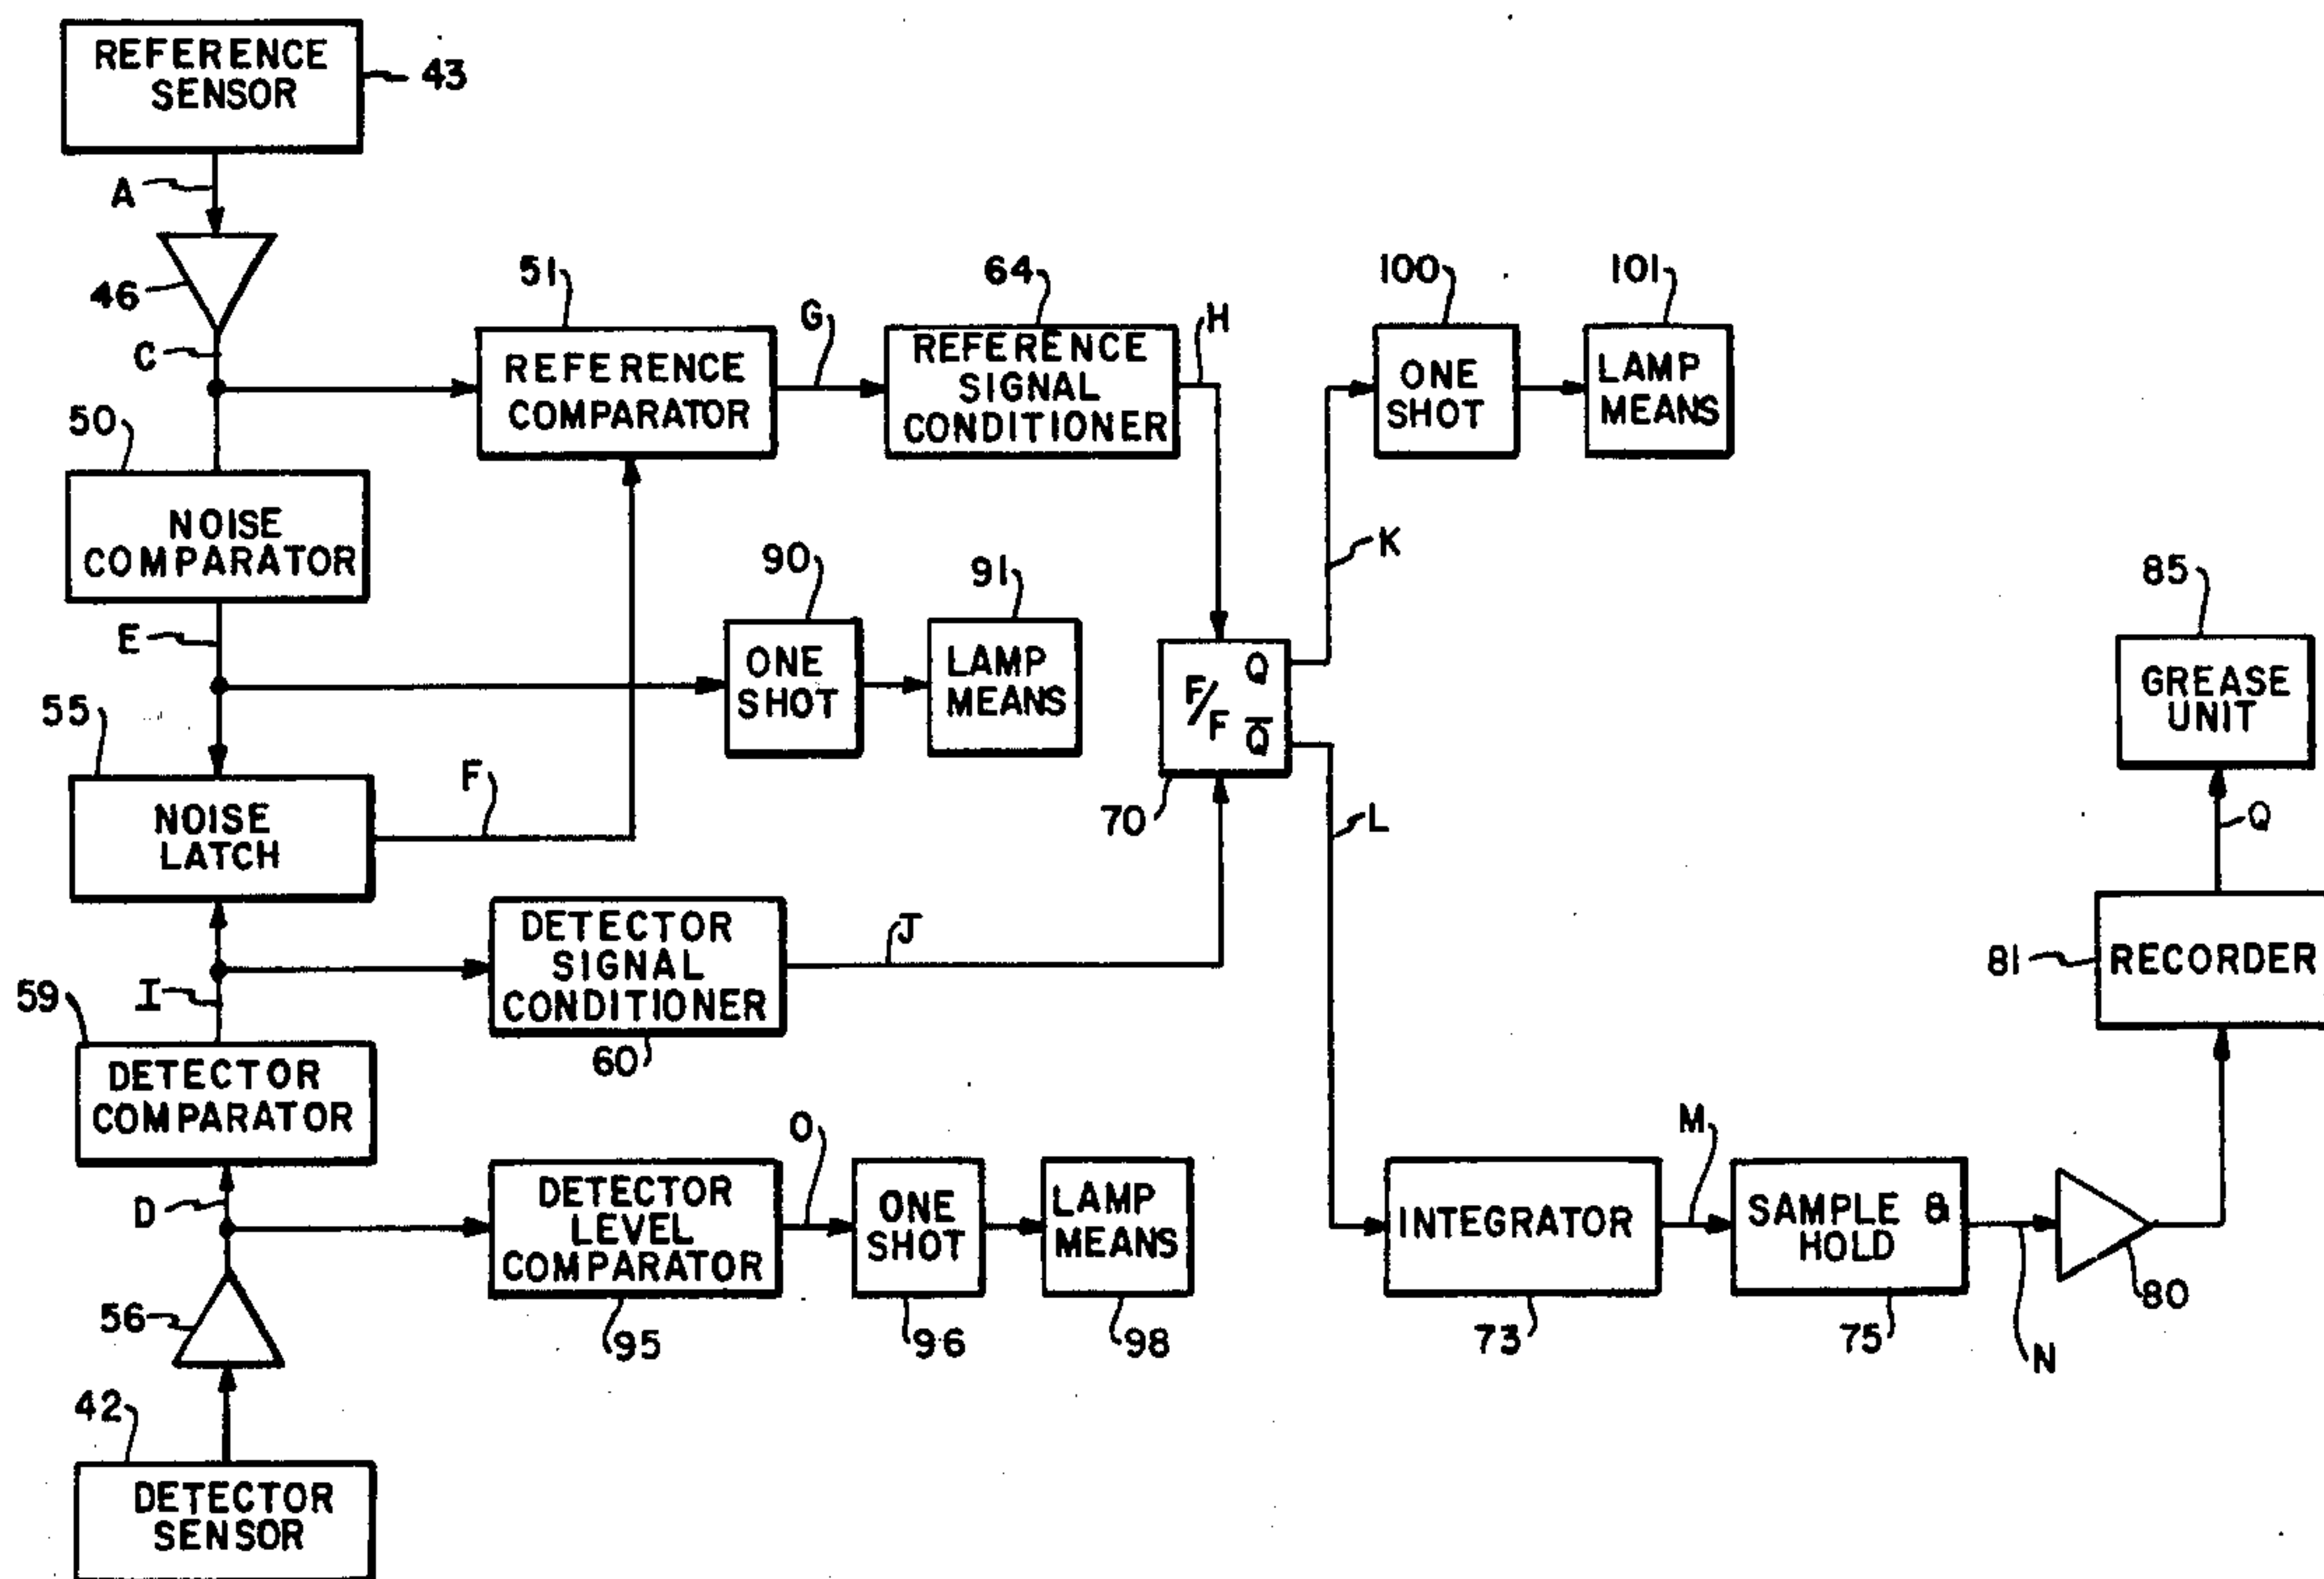 REFERENCE
SENSOR
43
A
46
C
51
REFERENCE
COMPARATOR
G
64
REFERENCE
SIGNAL
CONDITIONER
H
100
ONE
SHOT
101
LAMP
MEANS
50
NOISE
COMPARATOR
K
E
90
ONE
SHOT
91
LAMP
MEANS
F/F
Q
Q̅
70
85
GREASE
UNIT
55
NOISE
LATCH
F
L
Q
DETECTOR
SIGNAL
CONDITIONER
60
J
81
RECORDER
I
59
DETECTOR
COMPARATOR
D
DETECTOR
LEVEL
COMPARATOR
95
O
ONE
SHOT
96
LAMP
MEANS
98
INTEGRATOR
73
M
SAMPLE &
HOLD
75
N
80
56
42
DETECTOR
SENSOR